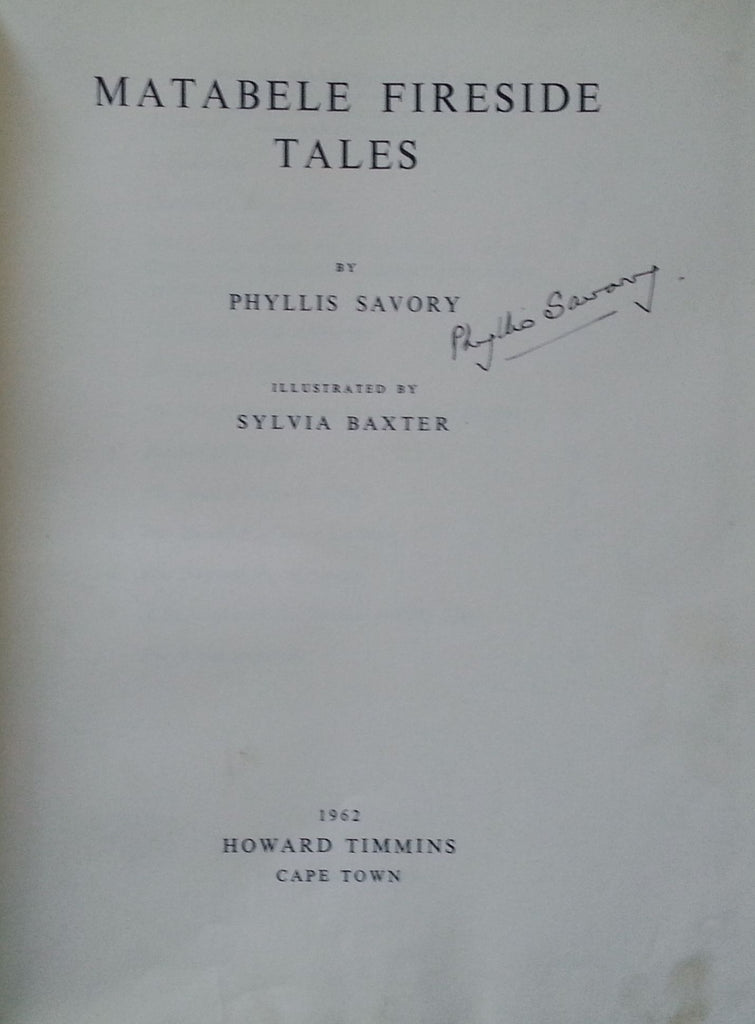 MATABELE FIRESIDE
TALES
BY
PHYLLIS SAVORY
Phyllis Savory.
ILLUSTRATED BY
SYLVIA BAXTER
1962
HOWARD TIMMINS
CAPE TOWN